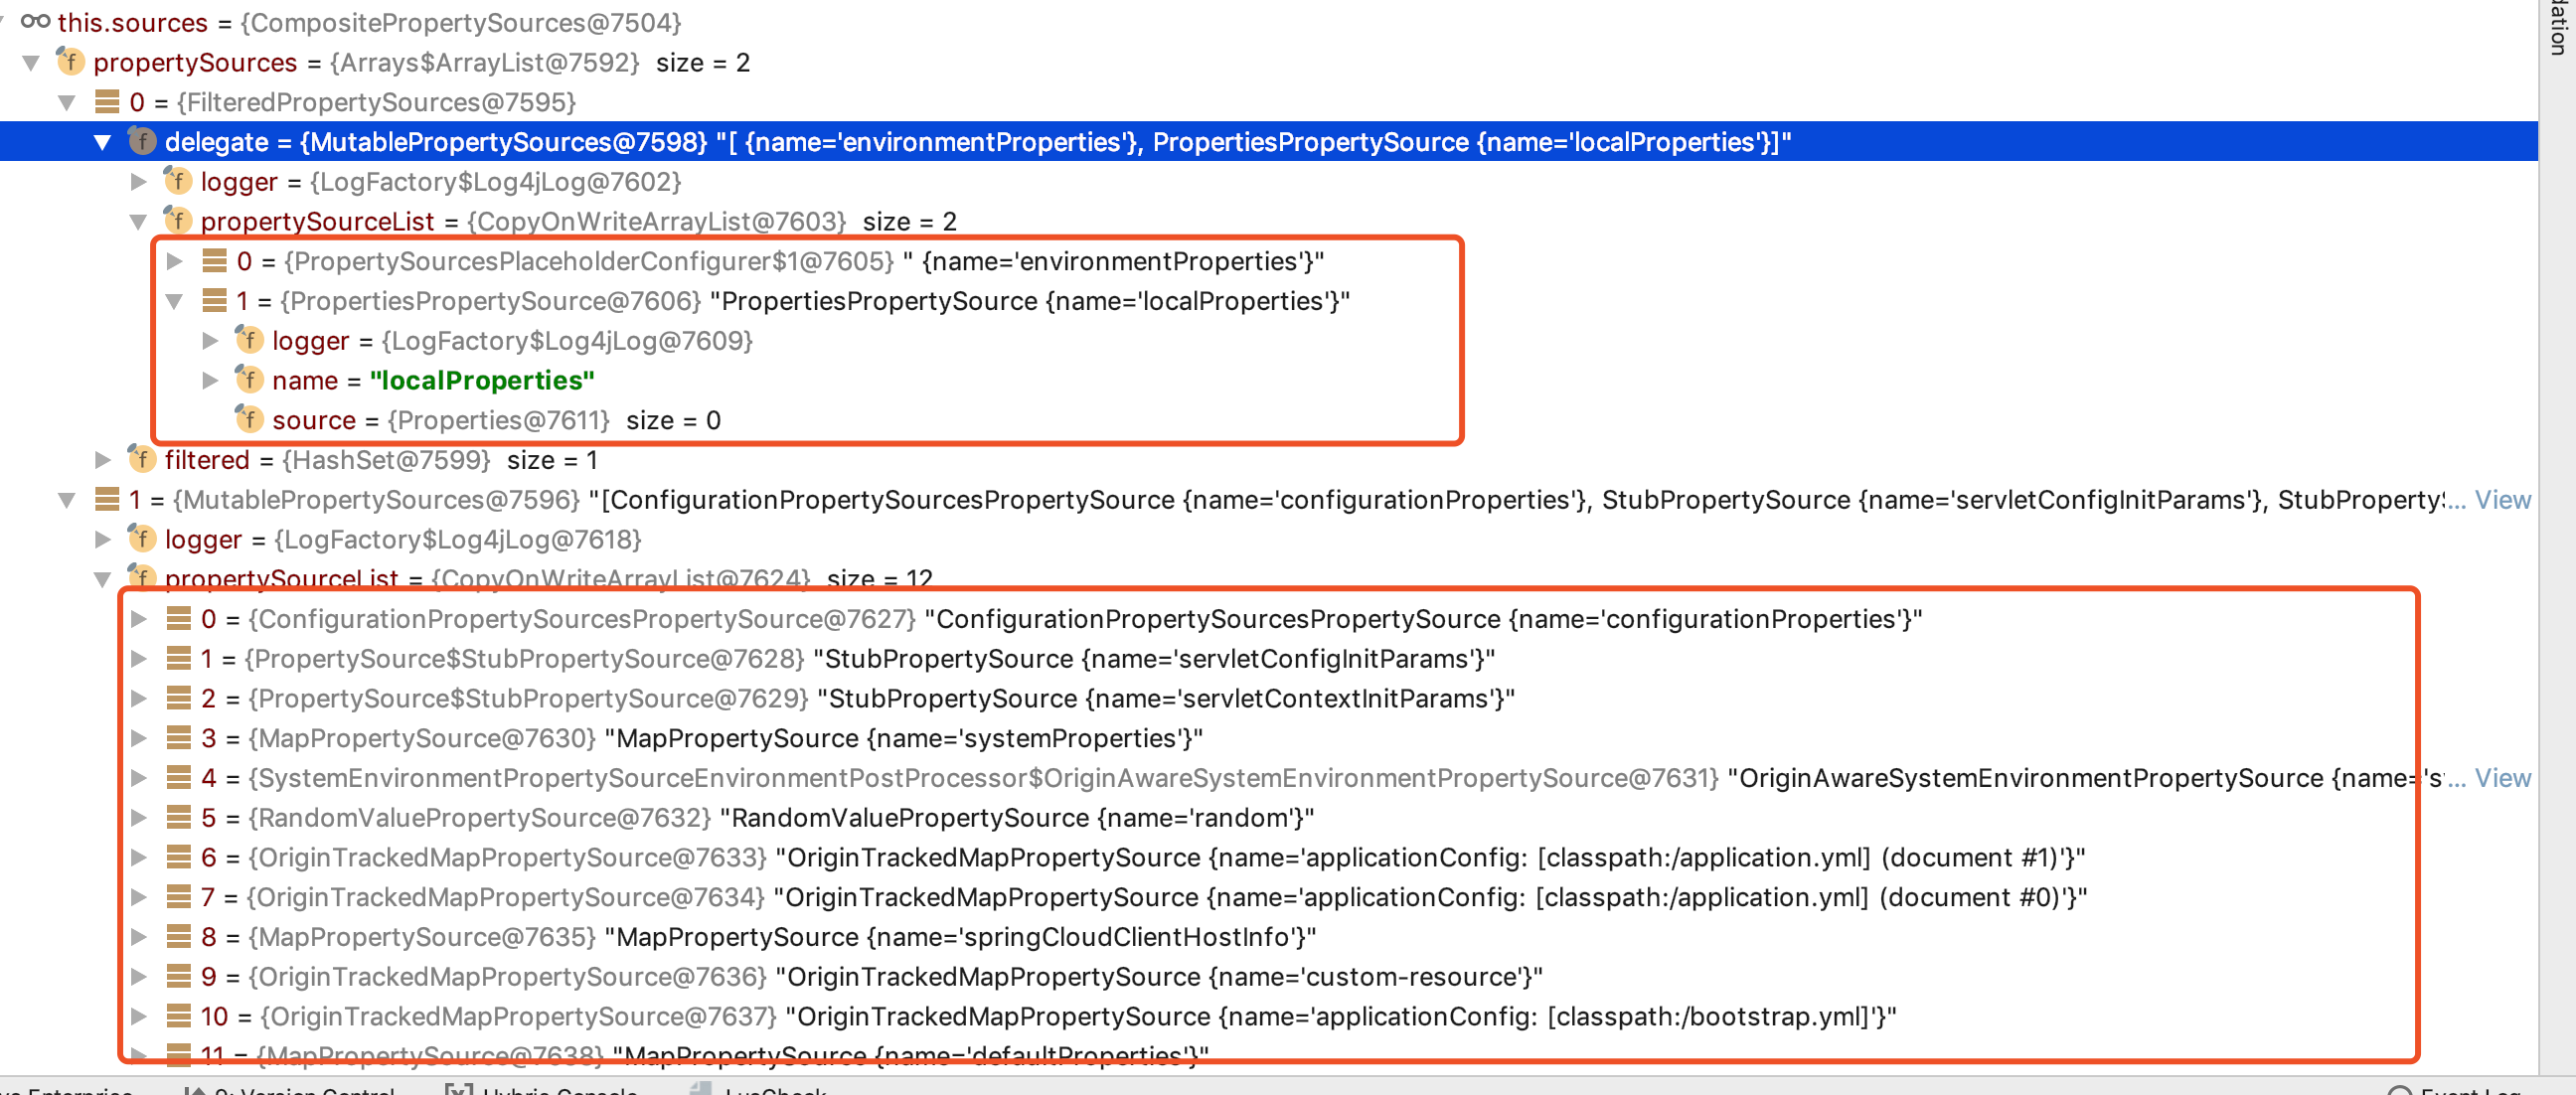 this.sources = {CompositePropertySources@7504}
propertySources = {Arrays$ArrayList@7592} size = 2
0 = {FilteredPropertySources@7595}
delegate = {MutablePropertySources@7598} "[ {name='environmentProperties'}, PropertiesPropertySource {name='localProperties'}]"
logger = {LogFactory$Log4jLog@7602}
propertySourceList = {CopyOnWriteArrayList@7603} size = 2
0 = {PropertySourcesPlaceholderConfigurer$1@7605} " {name='environmentProperties'}"
1 = {PropertiesPropertySource@7606} "PropertiesPropertySource {name='localProperties'}"
logger = {LogFactory$Log4jLog@7609}
name = "localProperties"
source = {Properties@7611} size = 0
filtered = {HashSet@7599} size = 1
1 = {MutablePropertySources@7596} "[ConfigurationPropertySourcesPropertySource {name='configurationProperties'}, StubPropertySource {name='servletConfigInitParams'}, StubProperty... View
logger = {LogFactory$Log4jLog@7618}
propertySourceList = {CopyOnWriteArrayList@7624} size = 12
0 = {ConfigurationPropertySourcesPropertySource@7627} "ConfigurationPropertySourcesPropertySource {name='configurationProperties'}"
1 = {PropertySource$StubPropertySource@7628} "StubPropertySource {name='servletConfigInitParams'}"
2 = {PropertySource$StubPropertySource@7629} "StubPropertySource {name='servletContextInitParams'}"
3 = {MapPropertySource@7630} "MapPropertySource {name='systemProperties'}"
4 = {SystemEnvironmentPropertySourceEnvironmentPostProcessor$OriginAwareSystemEnvironmentPropertySource@7631} "OriginAwareSystemEnvironmentPropertySource {name='s... View
5 = {RandomValuePropertySource@7632} "RandomValuePropertySource {name='random'}"
6 = {OriginTrackedMapPropertySource@7633} "OriginTrackedMapPropertySource {name='applicationConfig: [classpath:/application.yml] (document #1)'}"
7 = {OriginTrackedMapPropertySource@7634} "OriginTrackedMapPropertySource {name='applicationConfig: [classpath:/application.yml] (document #0)'}"
8 = {MapPropertySource@7635} "MapPropertySource {name='springCloudClientHostInfo'}"
9 = {OriginTrackedMapPropertySource@7636} "OriginTrackedMapPropertySource {name='custom-resource'}"
10 = {OriginTrackedMapPropertySource@7637} "OriginTrackedMapPropertySource {name='applicationConfig: [classpath:/bootstrap.yml]'}"
11 = {MapPropertySource@7638} "MapPropertySource {name='defaultProperties'}"
Enterprise 9: Version Control Hybris Console Event Log
dation